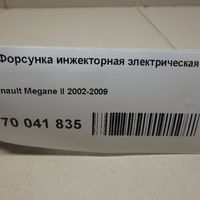 Форсунка инжекторная электрическая
nault Megane II 2002-2009
70 041 835